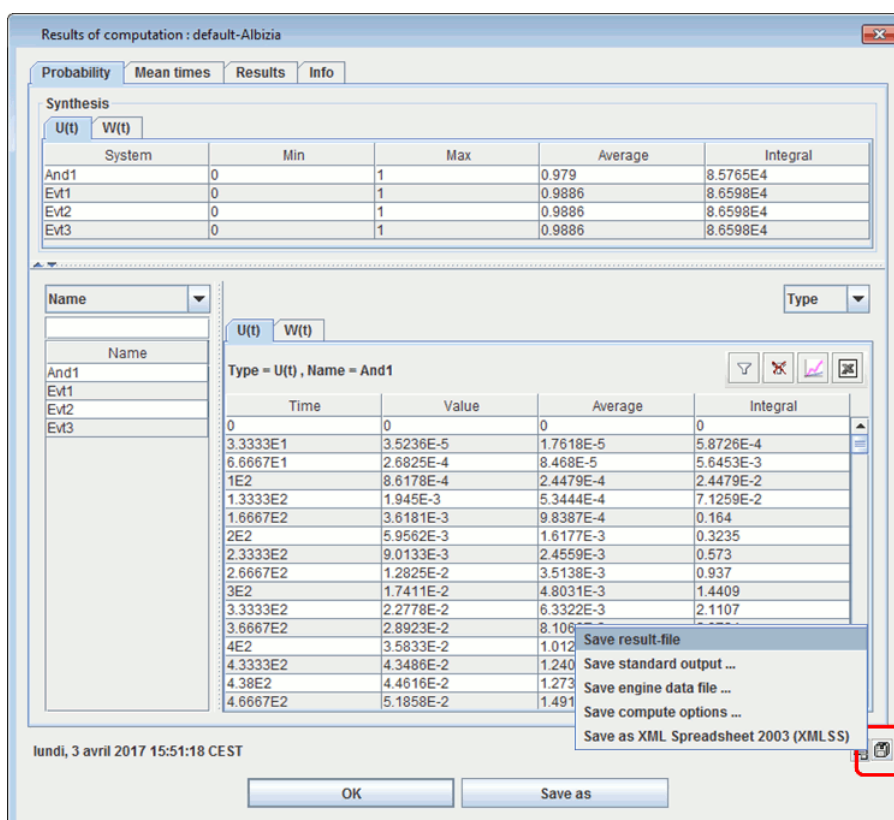 Results of computation : default-Albizia
Probability Mean times Results Info
Synthesis
U(t) W(t)
System Min Max Average Integral
And1 0 1 0.979 8.5765E4
Evt1 0 1 0.9886 8.6598E4
Evt2 0 1 0.9886 8.6598E4
Evt3 0 1 0.9886 8.6598E4
Name
Name
And1
Evt1
Evt2
Evt3
Type
U(t) W(t)
Type = U(t) , Name = And1
Time Value Average Integral
0 0 0 0
3.3333E1 3.5236E-5 1.7618E-5 5.8726E-4
6.6667E1 2.6825E-4 8.468E-5 5.6453E-3
1E2 8.6178E-4 2.4479E-4 2.4479E-2
1.3333E2 1.945E-3 5.3444E-4 7.1259E-2
1.6667E2 3.6181E-3 9.8387E-4 0.164
2E2 5.9562E-3 1.6177E-3 0.3235
2.3333E2 9.0133E-3 2.4559E-3 0.573
2.6667E2 1.2825E-2 3.5138E-3 0.937
3E2 1.7411E-2 4.8031E-3 1.4409
3.3333E2 2.2778E-2 6.3322E-3 2.1107
3.6667E2 2.8923E-2
4E2 3.5833E-2 1.012
4.3333E2 4.3486E-2 1.240
4.38E2 4.4616E-2 1.273
4.6667E2 5.1858E-2 1.491
Save result-file
Save standard output ...
Save engine data file ...
Save compute options ...
Save as XML Spreadsheet 2003 (XMLSS)
lundi, 3 avril 2017 15:51:18 CEST
OK Save as